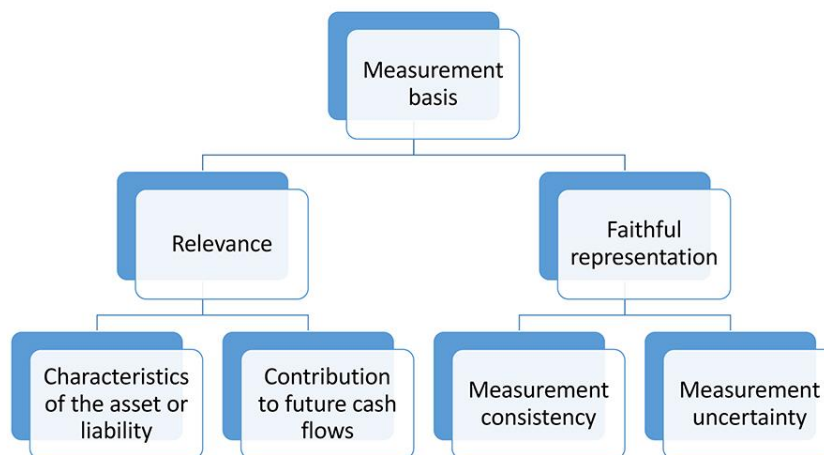 Measurement
basis
Relevance
Faithful
representation
Characteristics
of the asset or
liability
Contribution
to future cash
flows
Measurement
consistency
Measurement
uncertainty